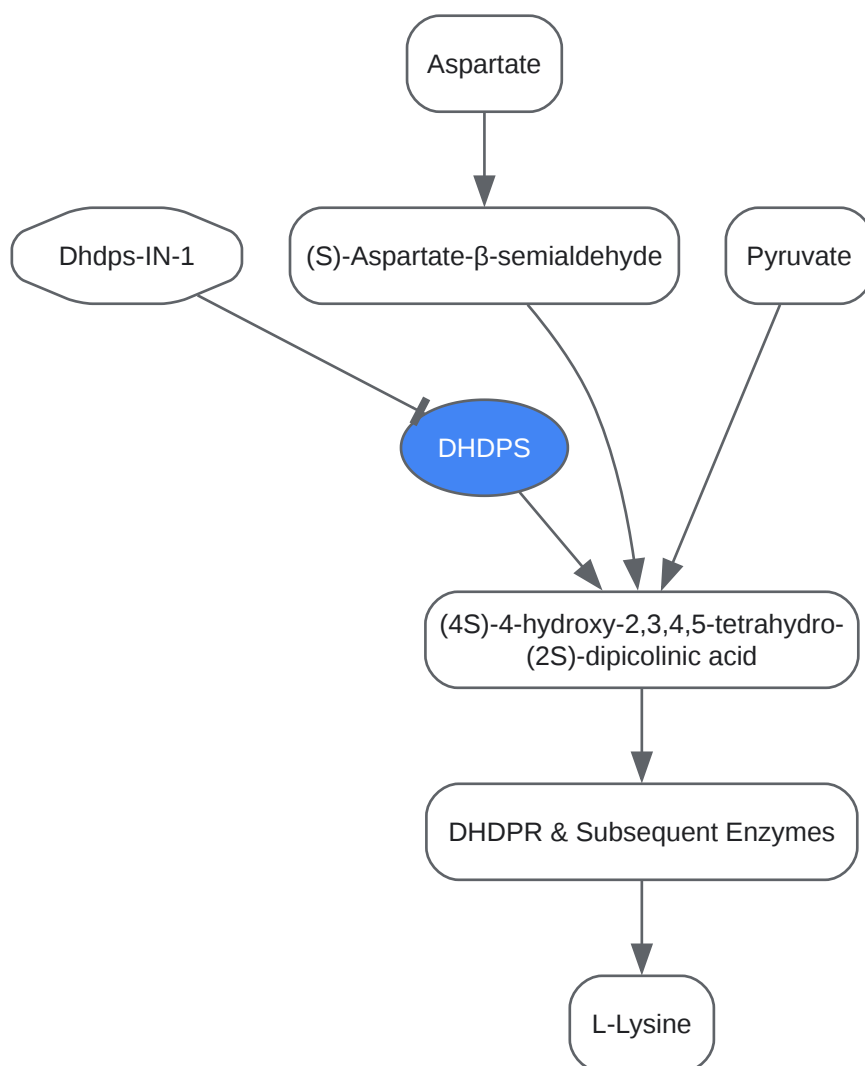 Aspartate
Dhdps-IN-1
(S)-Aspartate-β-semialdehyde
Pyruvate
DHDPS
(4S)-4-hydroxy-2,3,4,5-tetrahydro-
(2S)-dipicolinic acid
DHDPR & Subsequent Enzymes
L-Lysine